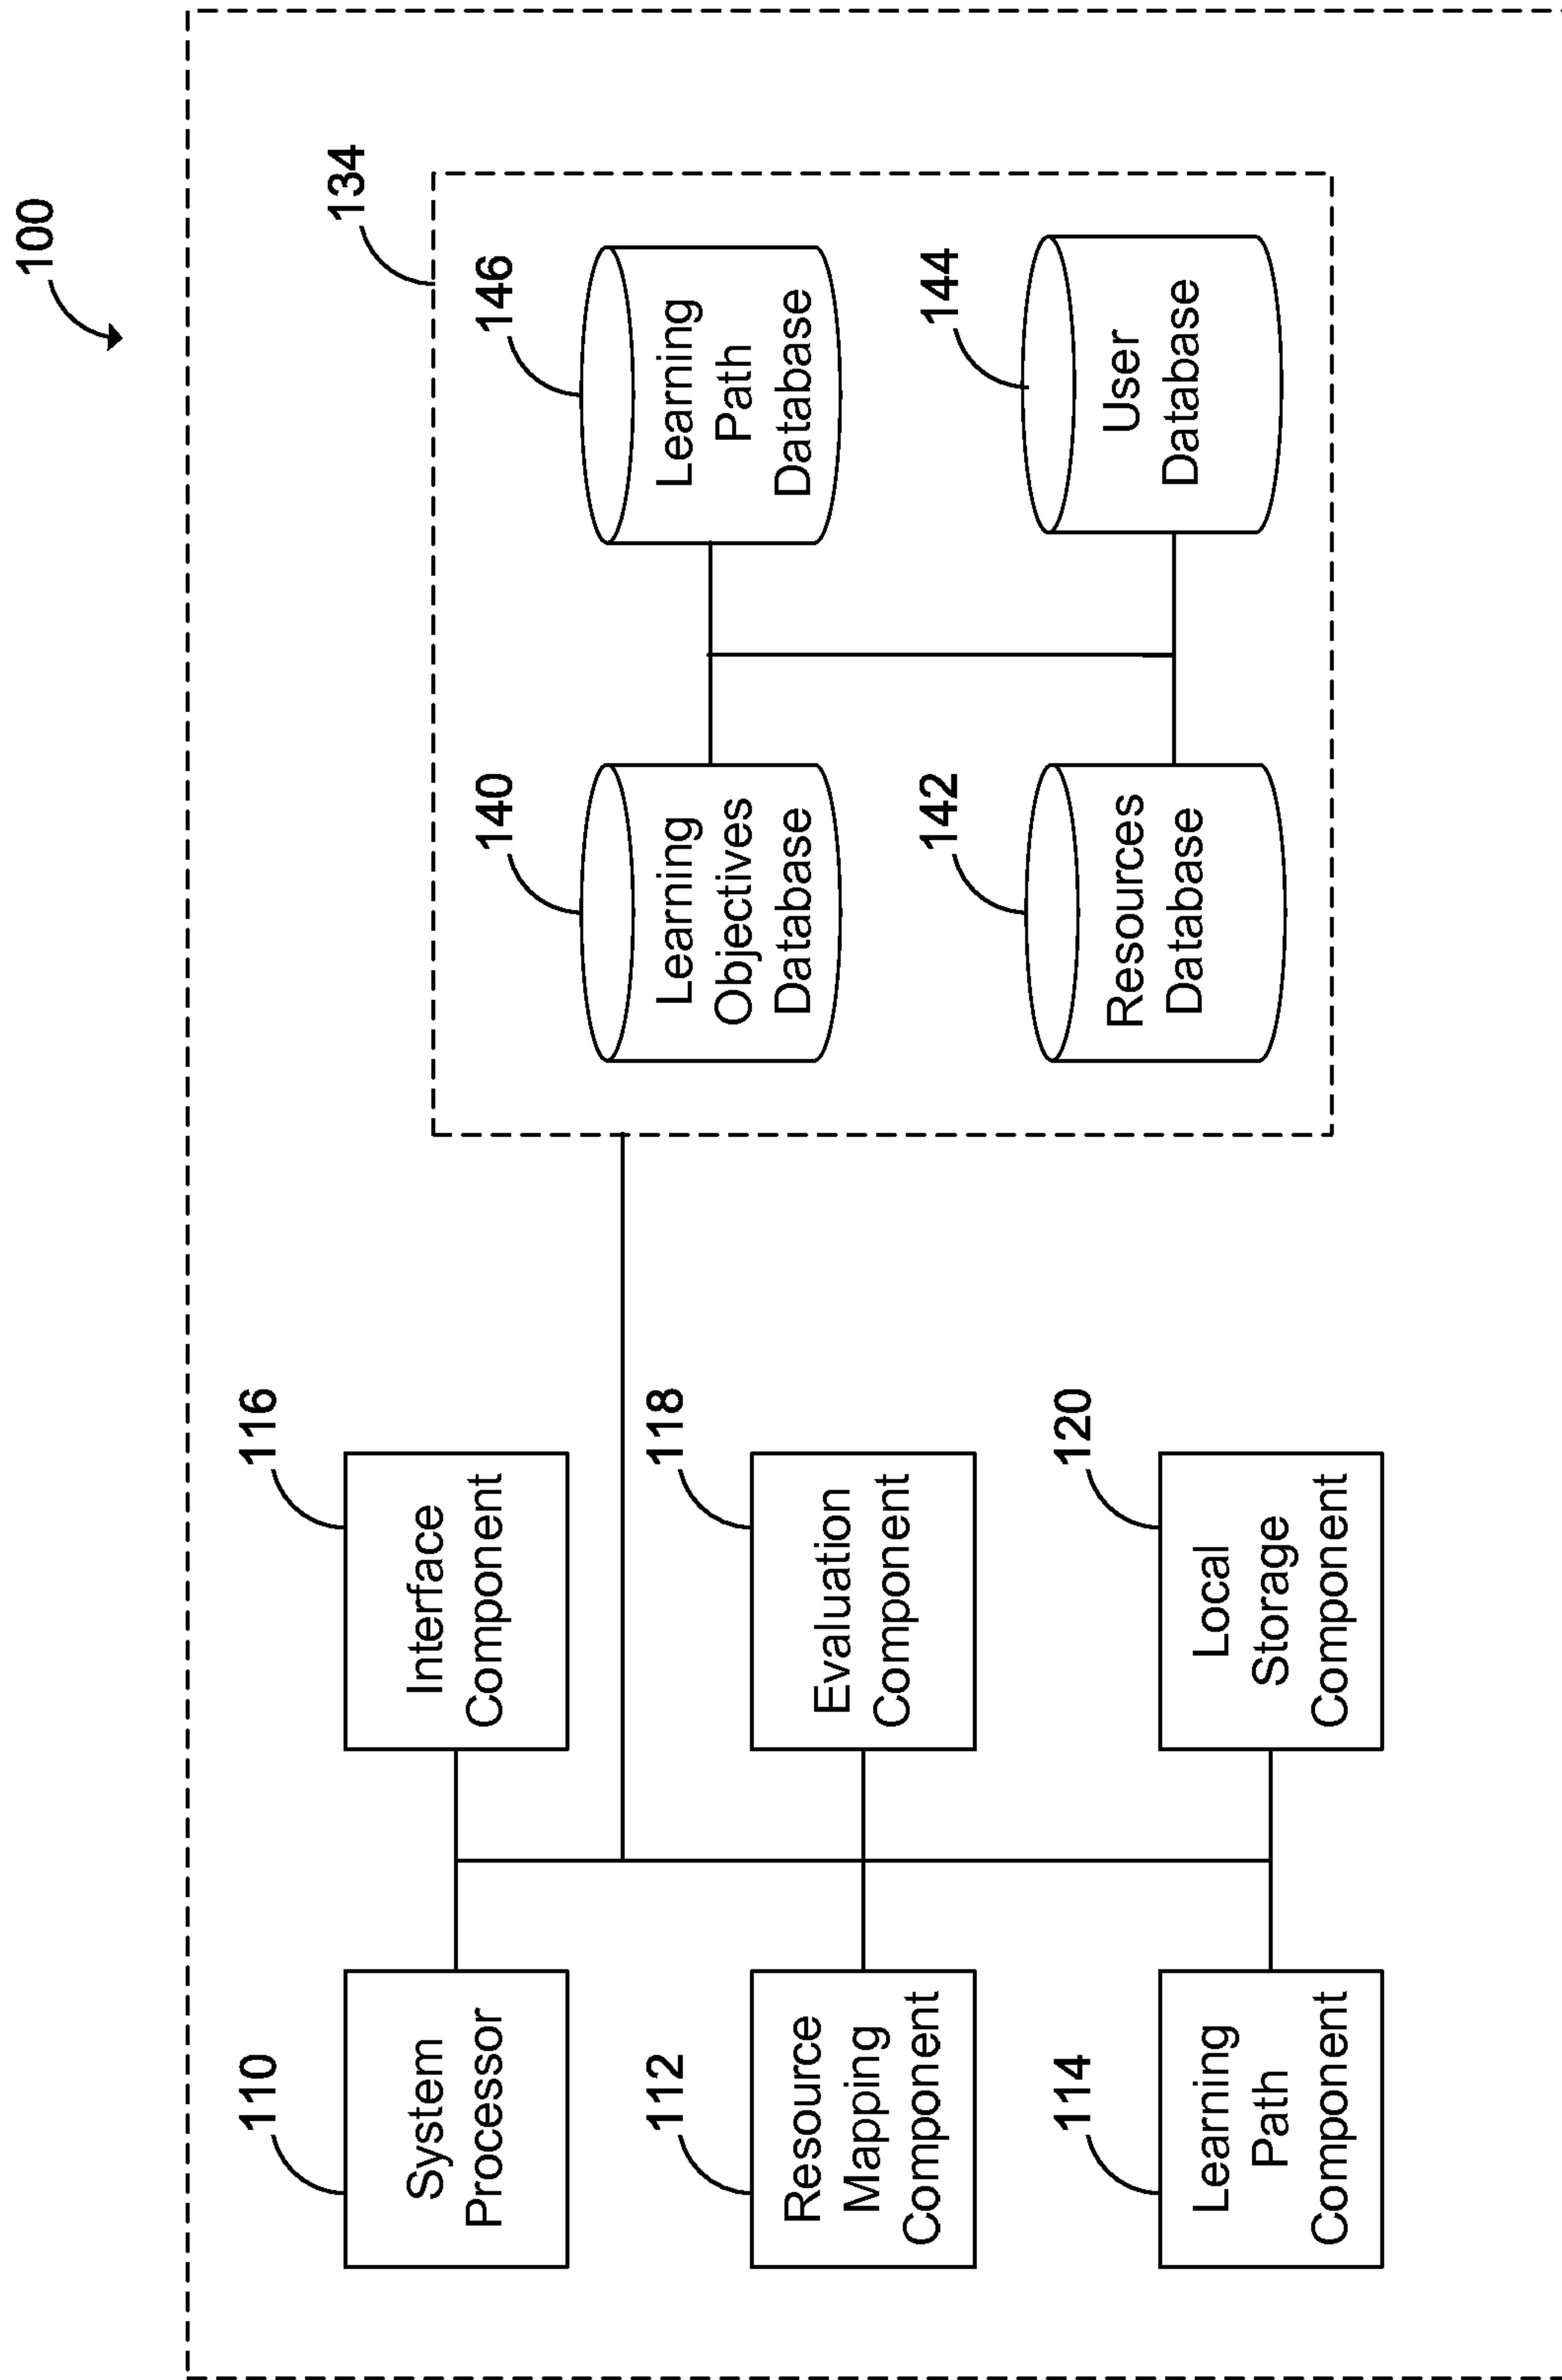 100
134
110
System
Processor
116
Interface
Component
140
Learning
Objectives
Database
146
Learning
Path
Database
112
Resource
Mapping
Component
118
Evaluation
Component
142
Resources
Database
144
User
Database
114
Learning
Path
Component
120
Local
Storage
Component